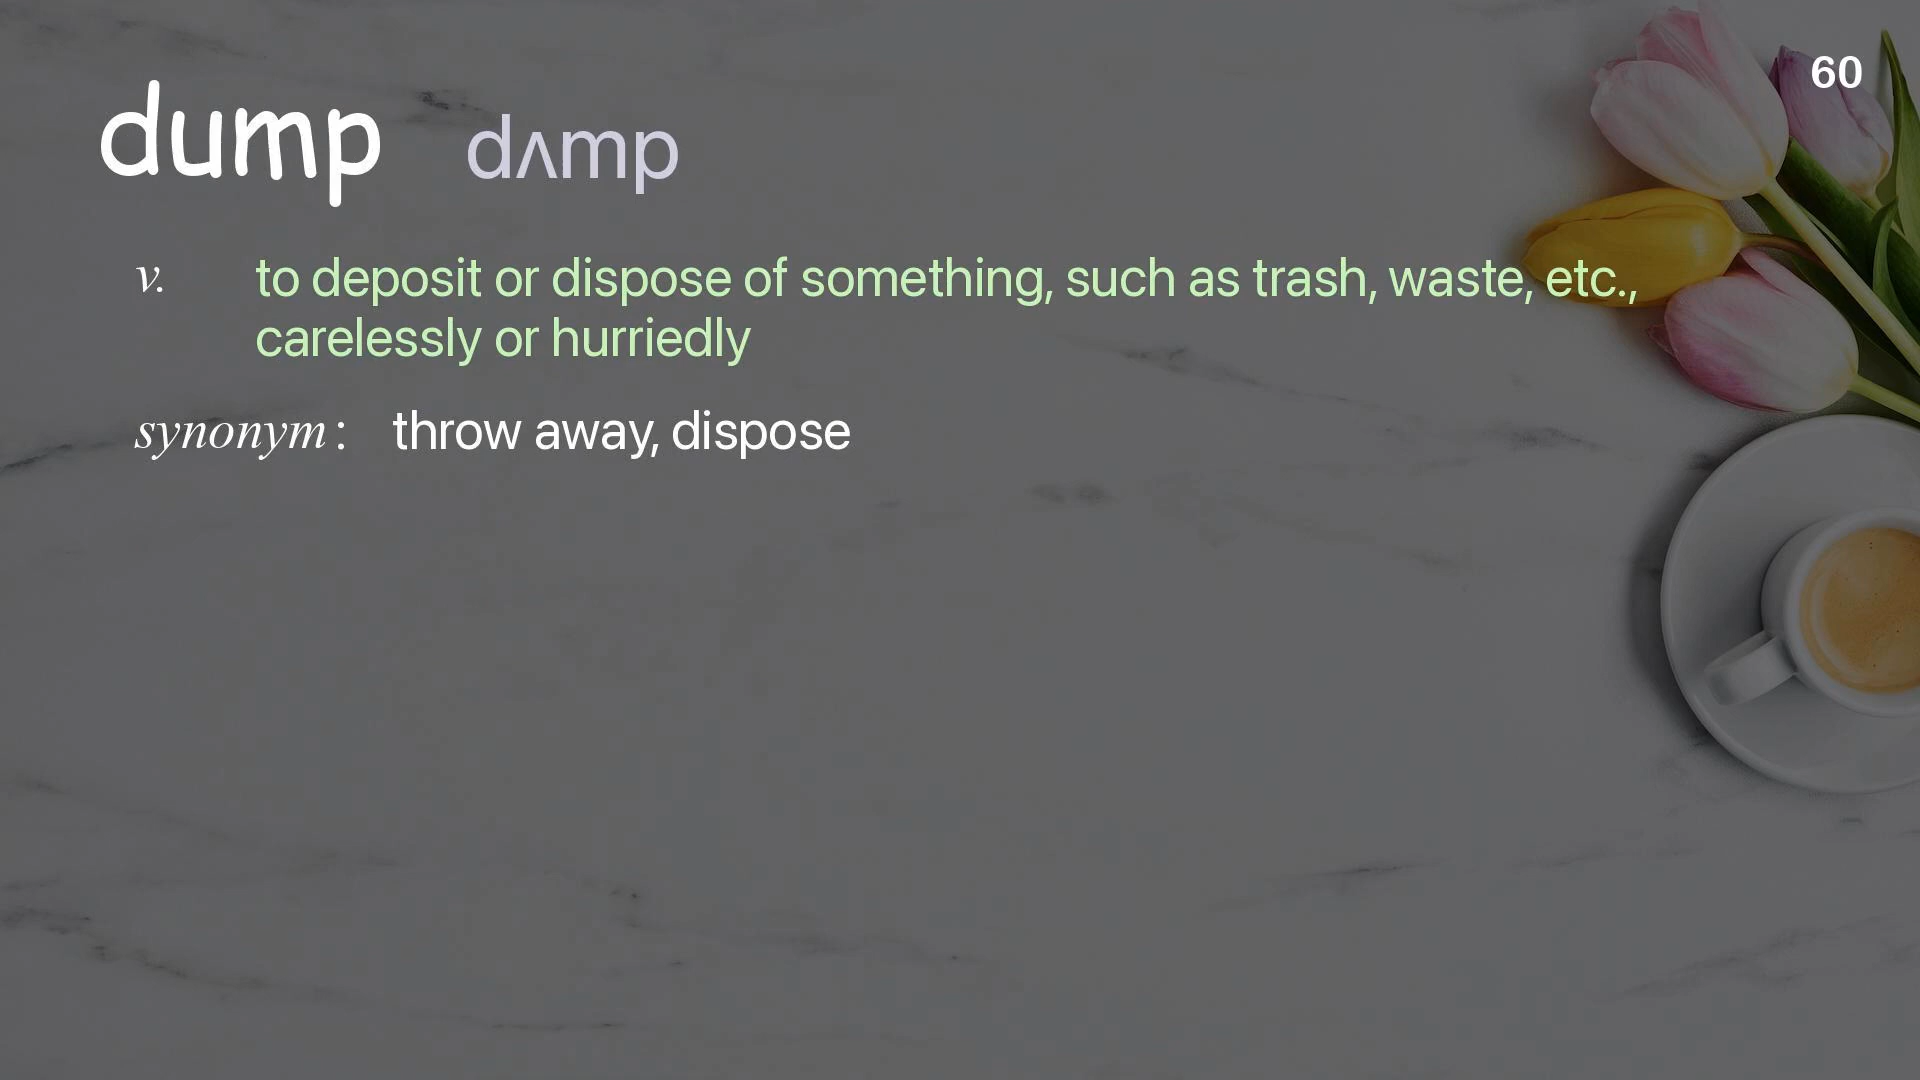 60
dump dʌmp
v. to deposit or dispose of something, such as trash, waste, etc.,
carelessly or hurriedly
synonym: throw away, dispose